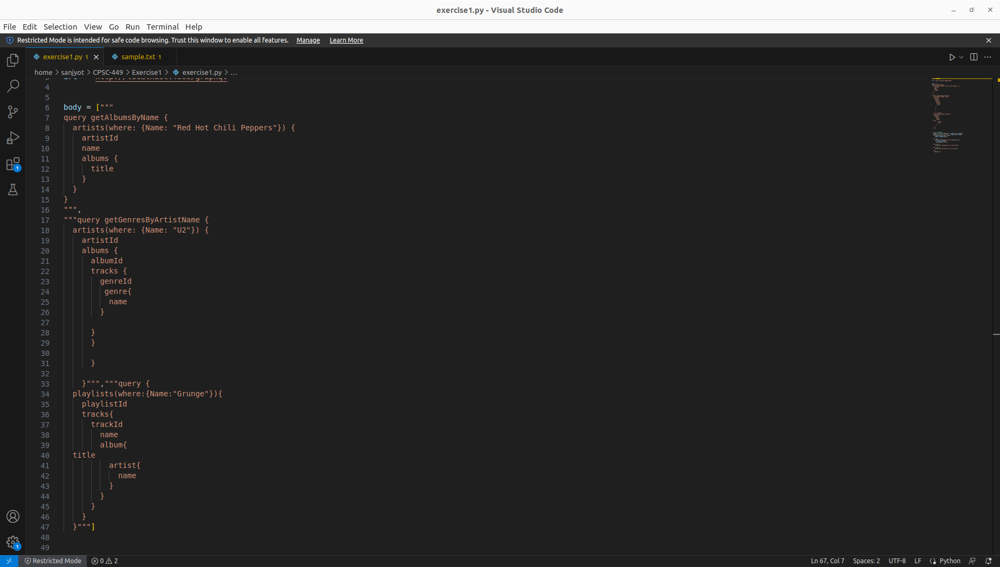 exercise1.py - Visual Studio Code
File Edit Selection View Go Run Terminal Help
Restricted Mode is intended for safe code browsing. Trust this window to enable all features. Manage Learn More
exercise1.py 1 sample.txt 1
home > sanjyot > CPSC-449 > Exercise1 > exercise1.py > ...
4
5
6 body = ["""
7 query getAlbumsByName {
8 artists(where: {Name: "Red Hot Chili Peppers"}) {
9 artistId
10 name
11 albums {
12 title
13 }
14 }
15 }
16 """,
17 """query getGenresByArtistName {
18 artists(where: {Name: "U2"}) {
19 artistId
20 albums {
21 albumId
22 tracks {
23 genreId
24 genre{
25 name
26 }
27
28 }
29 }
30
31 }
32
33 }""","""query {
34 playlists(where:{Name:"Grunge"}){
35 playlistId
36 tracks{
37 trackId
38 name
39 album{
40 title
41 artist{
42 name
43 }
44 }
45 }
46 }
47 }"""]
48
49
1
1
Restricted Mode 0 2 Ln 67, Col 7 Spaces: 2 UTF-8 LF {} Python